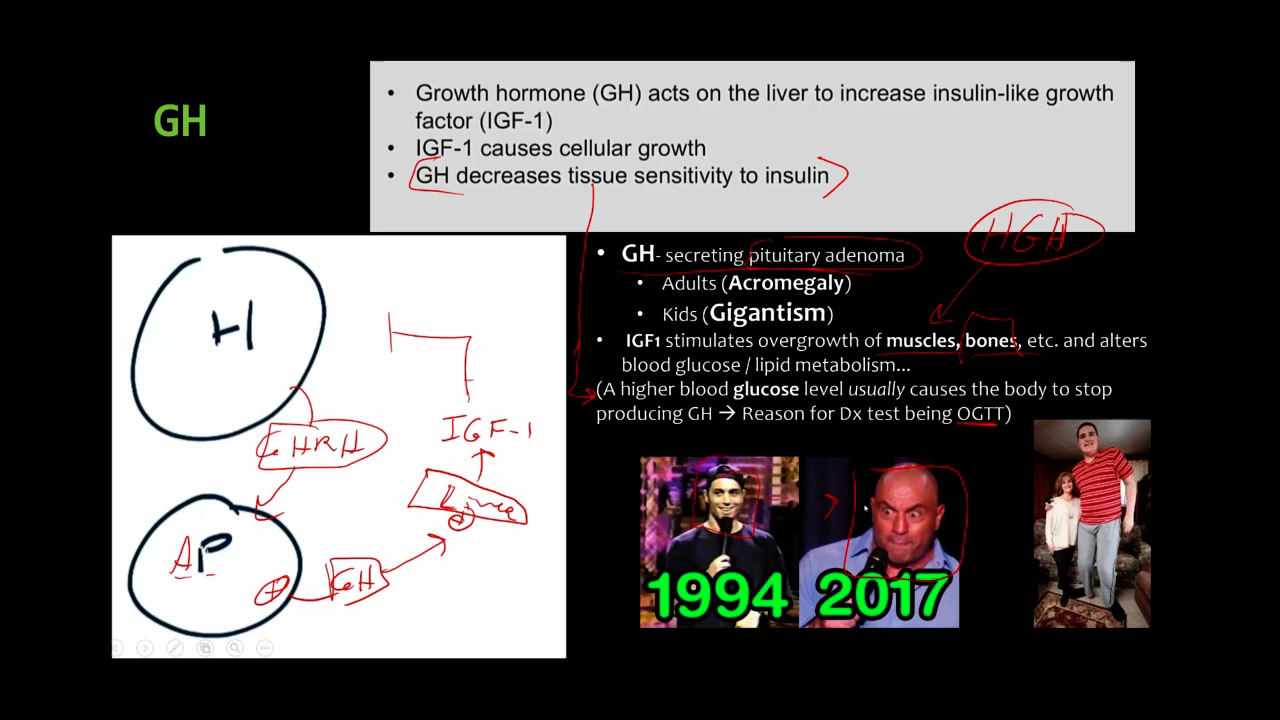 GH
• Growth hormone (GH) acts on the liver to increase insulin-like growth
factor (IGF-1)
• IGF-1 causes cellular growth
• GH decreases tissue sensitivity to insulin
HGH
• GH- secreting pituitary adenoma
• Adults (Acromegaly)
• Kids (Gigantism)
• IGF1 stimulates overgrowth of muscles, bones, etc. and alters
blood glucose / lipid metabolism...
(A higher blood glucose level usually causes the body to stop
producing GH → Reason for Dx test being OGTT)
H
GHRH
AP
+
GH
Liver
+
IGF-1
1994
2017